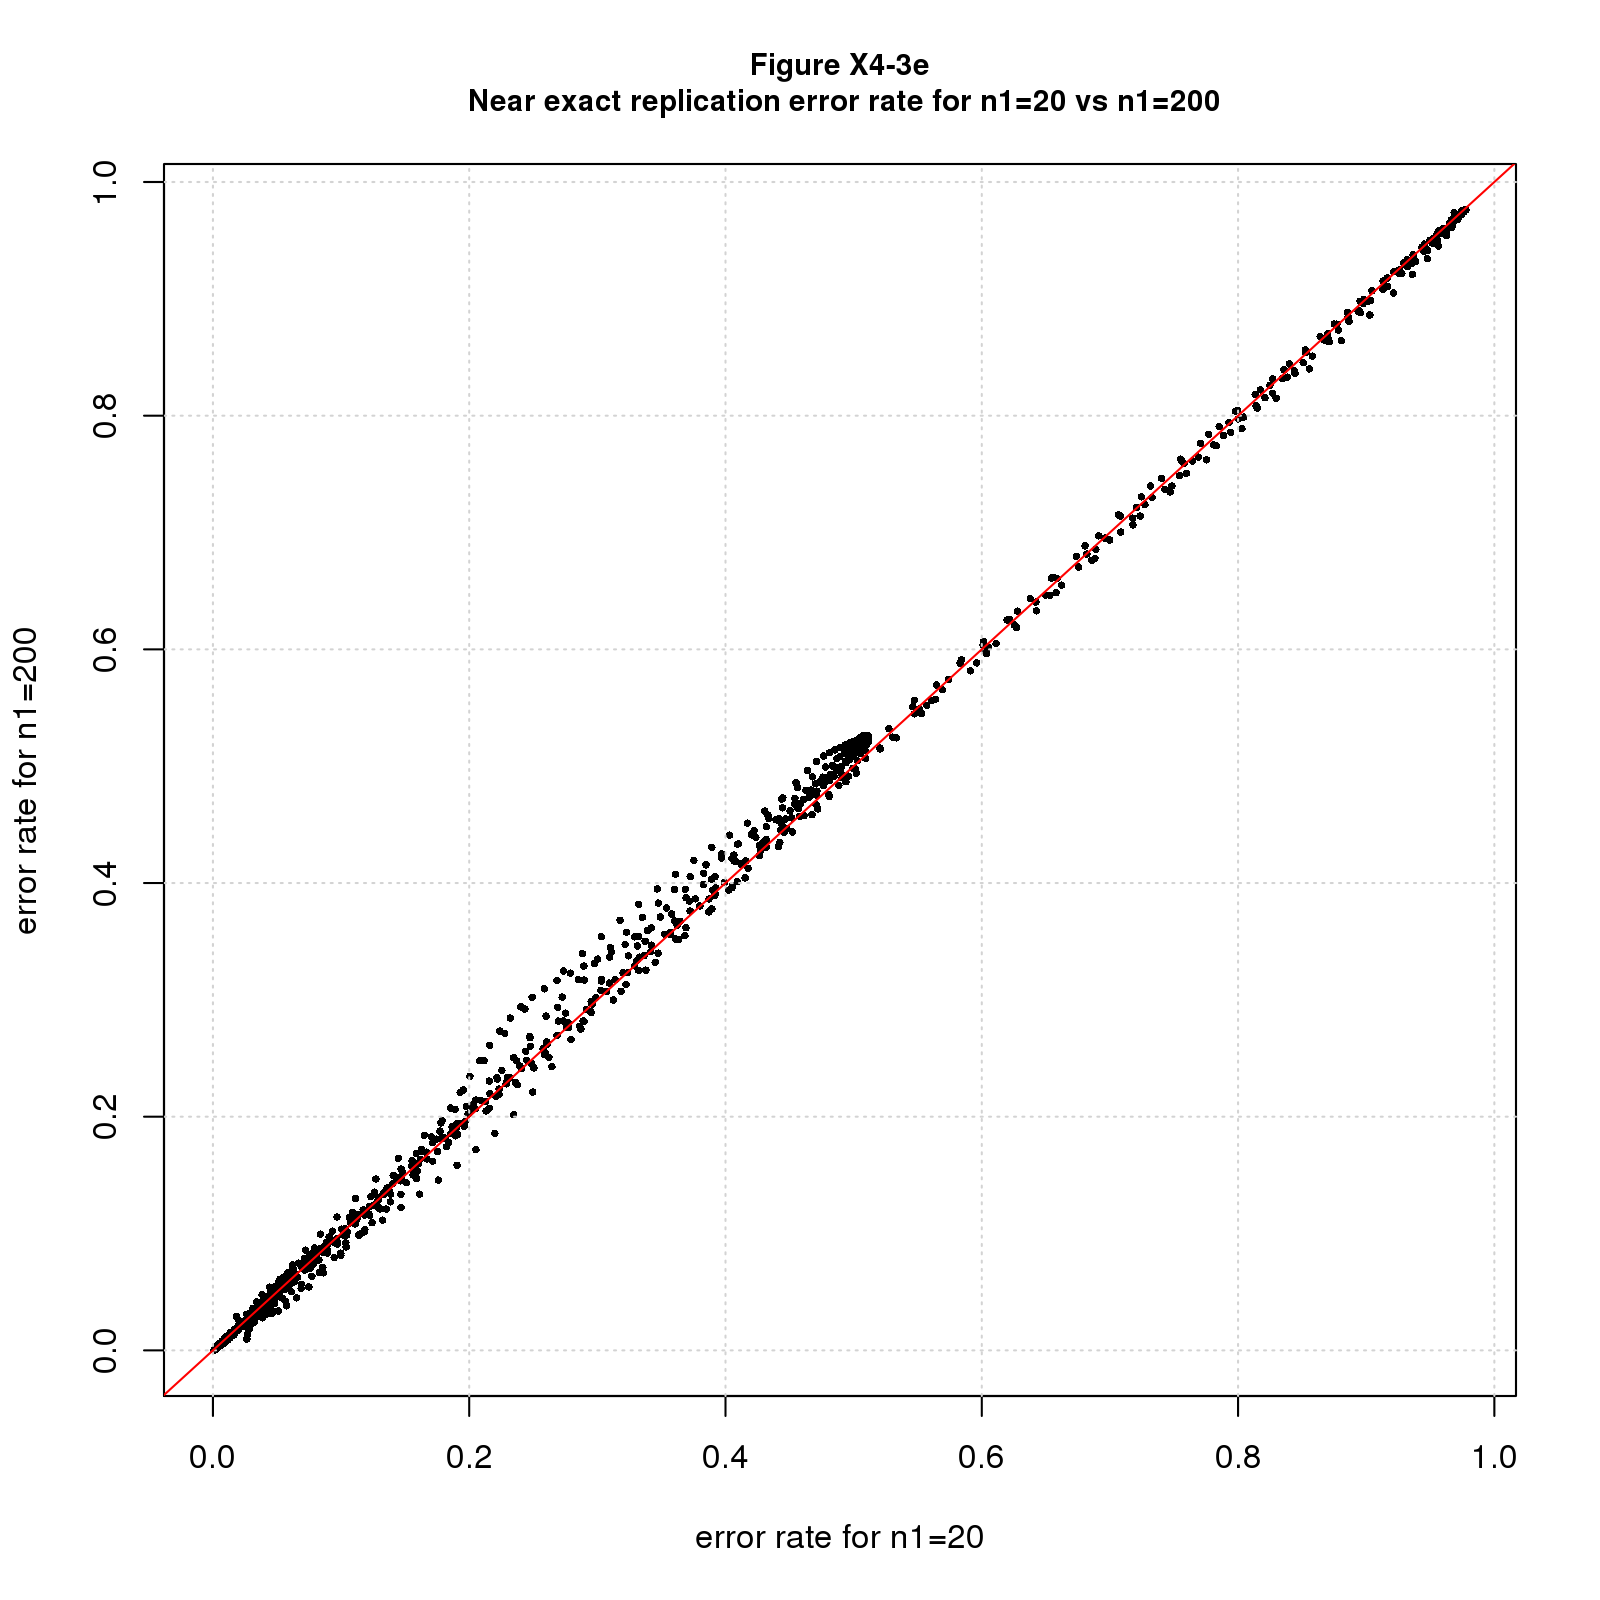 Figure X4-3e
Near exact replication error rate for n1=20 vs n1=200
error rate for n1=200
1.0
0.8
0.6
0.4
0.2
0.0
0.0 0.2 0.4 0.6 0.8 1.0
error rate for n1=20